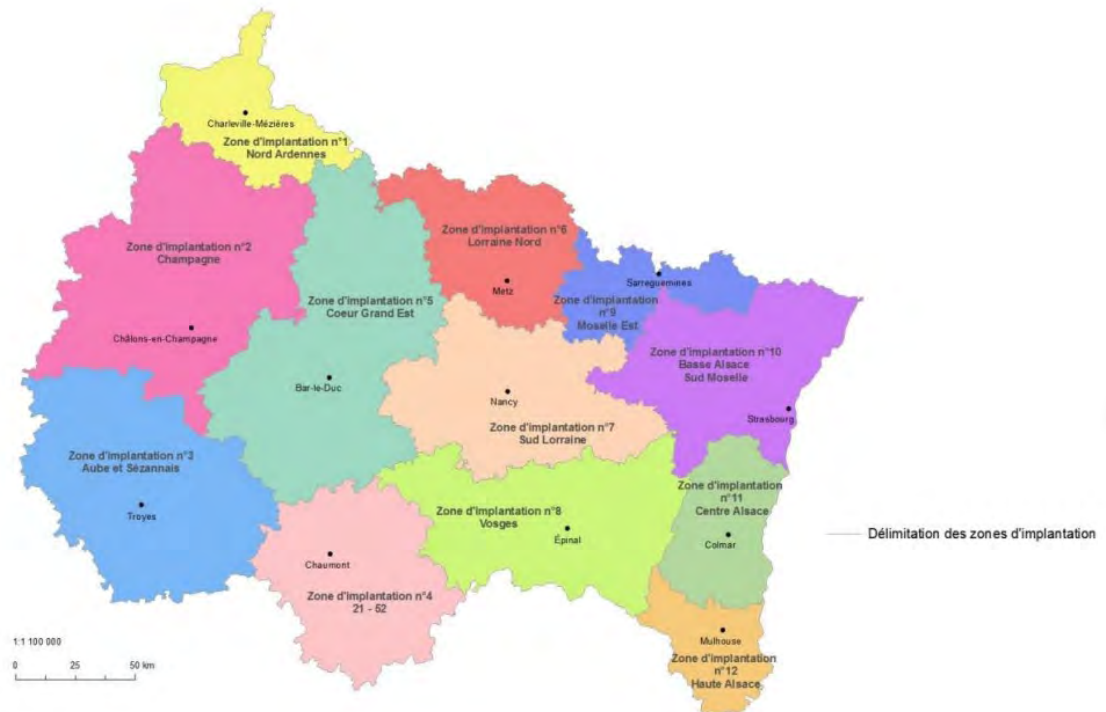 Charleville-Mézières
Zone d'implantation n°1
Nord Ardennes
Zone d'implantation n°2
Champagne
Châlons-en-Champagne
Zone d'implantation n°6
Lorraine Nord
Metz
Sarreguemines
Zone d'implantation
n°9
Moselle Est
Zone d'implantation n°5
Coeur Grand Est
Bar-le-Duc
Zone d'implantation n°10
Basse Alsace
Sud Moselle
Strasbourg
Nancy
Zone d'implantation n°7
Sud Lorraine
Zone d'implantation n°3
Aube et Sézannais
Troyes
Zone d'implantation n°8
Vosges
Épinal
Zone d'implantation
n°11
Centre Alsace
Colmar
Délimitation des zones d'implantation
Chaumont
Zone d'implantation n°4
21 - 52
Mulhouse
Zone d'implantation
n°12
Haute Alsace
1:1 100 000
0 25 50 km